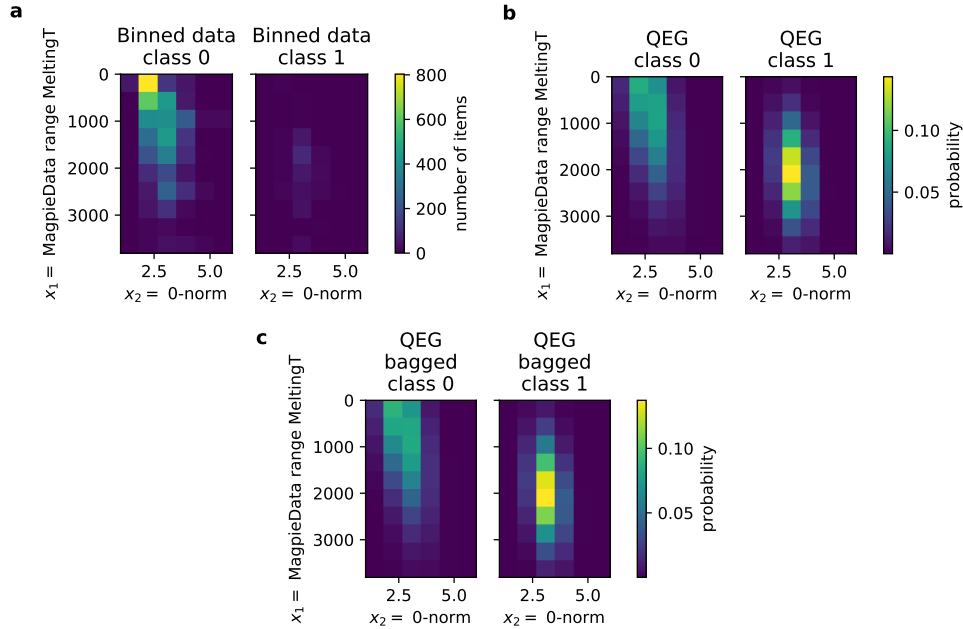 a
Binned data
class 0
Binned data
class 1
x₁ = MagpieData range MeltingT
0
1000
2000
3000
2.5
5.0
x₂ = 0-norm
2.5
5.0
x₂ = 0-norm
800
600
400
200
0
number of items
b
QEG
class 0
QEG
class 1
x₁ = MagpieData range MeltingT
0
1000
2000
3000
2.5
5.0
x₂ = 0-norm
2.5
5.0
x₂ = 0-norm
0.10
0.05
probability
c
QEG
bagged
class 0
QEG
bagged
class 1
x₁ = MagpieData range MeltingT
0
1000
2000
3000
2.5
5.0
x₂ = 0-norm
2.5
5.0
x₂ = 0-norm
0.10
0.05
probability